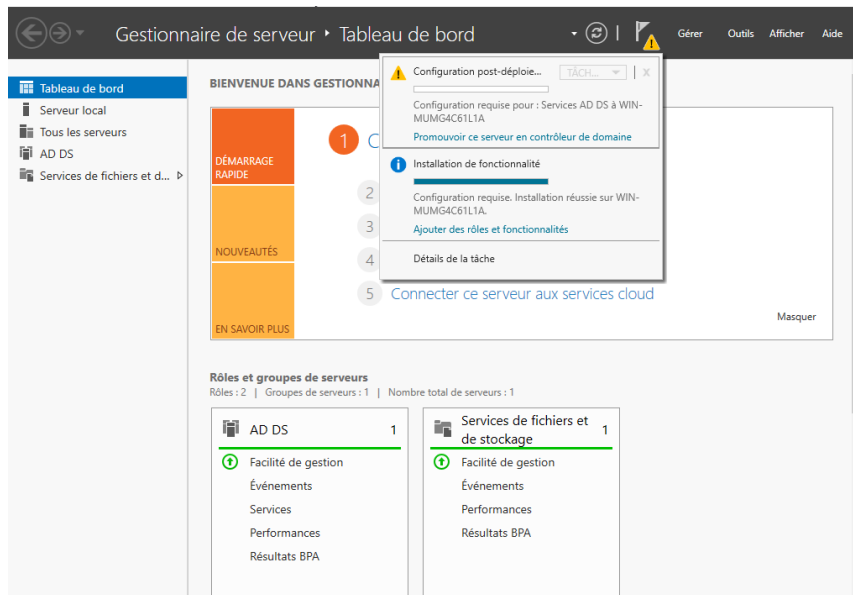 Gestionnaire de serveur ‣ Tableau de bord
Gérer Outils Afficher Aide
Tableau de bord
Serveur local
Tous les serveurs
AD DS
Services de fichiers et d...
BIENVENUE DANS GESTIONNA
DÉMARRAGE
RAPIDE
NOUVEAUTÉS
EN SAVOIR PLUS
1 C
2
3
4
5 Connecter ce serveur aux services cloud
Masquer
Configuration post-déploie... TÂCH... X
Configuration requise pour : Services AD DS à WIN-
MUMG4C61L1A
Promouvoir ce serveur en contrôleur de domaine
Installation de fonctionnalité
Configuration requise. Installation réussie sur WIN-
MUMG4C61L1A.
Ajouter des rôles et fonctionnalités
Détails de la tâche
Rôles et groupes de serveurs
Rôles : 2 | Groupes de serveurs : 1 | Nombre total de serveurs : 1
AD DS 1
Facilité de gestion
Événements
Services
Performances
Résultats BPA
Services de fichiers et
de stockage 1
Facilité de gestion
Événements
Performances
Résultats BPA